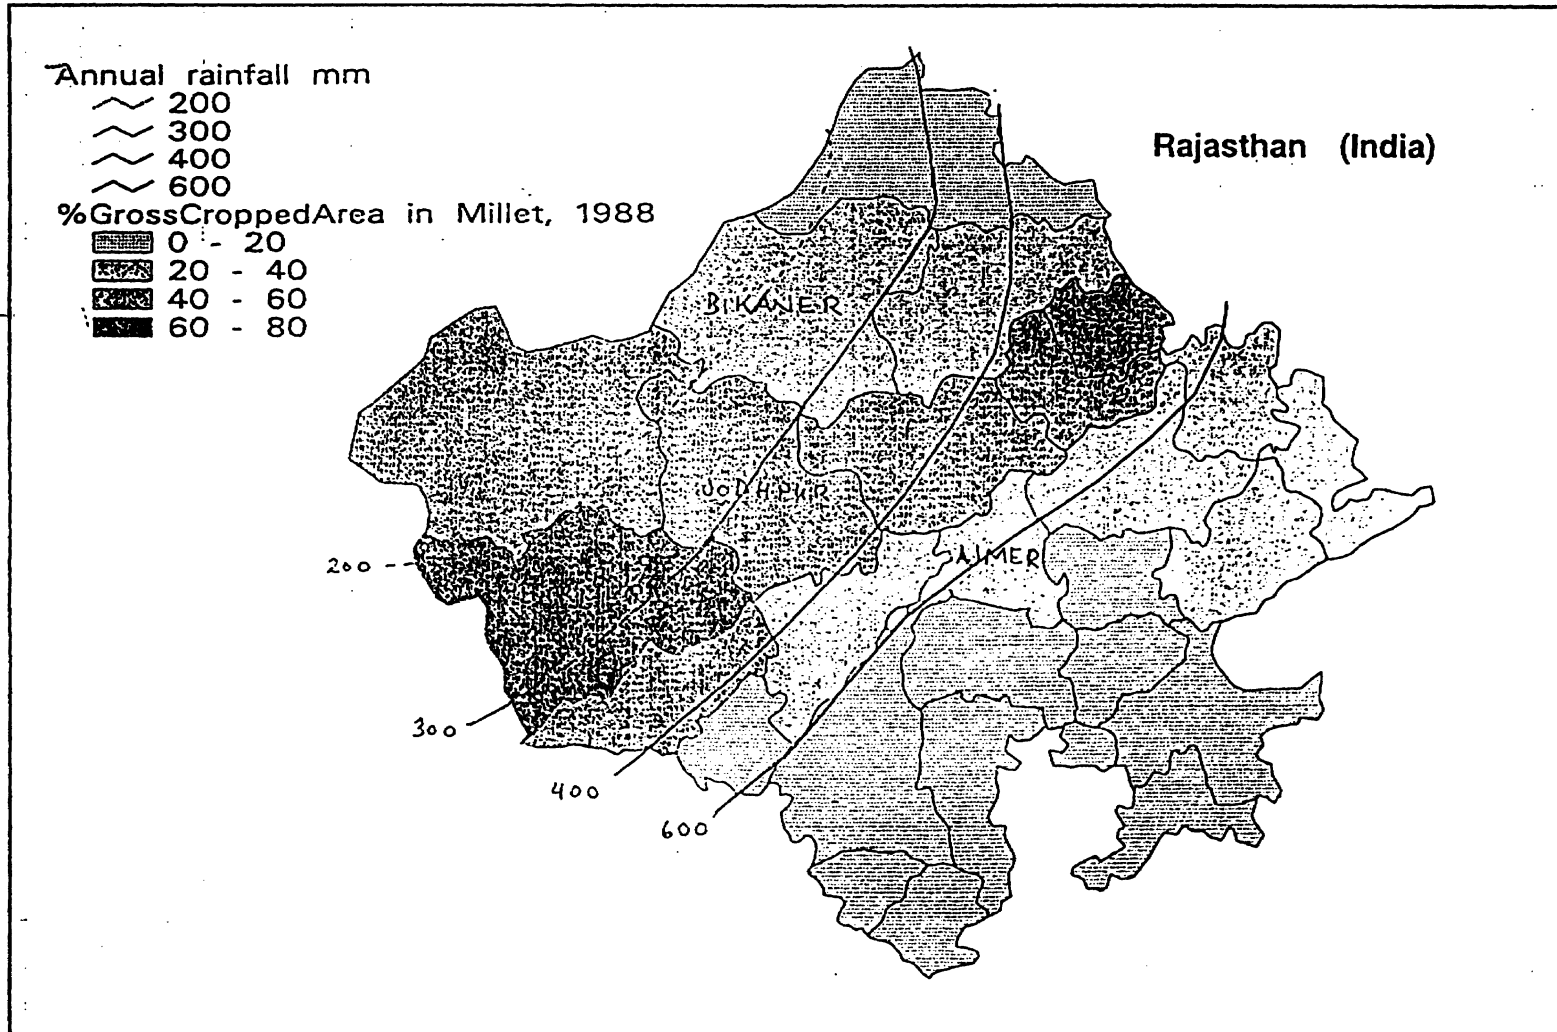 Annual rainfall mm
200
300
400
600
%GrossCroppedArea in Millet, 1988
0 - 20
20 - 40
40 - 60
60 - 80
Rajasthan (India)
BIKANER
JODHPUR
AJMER
200
300
400
600